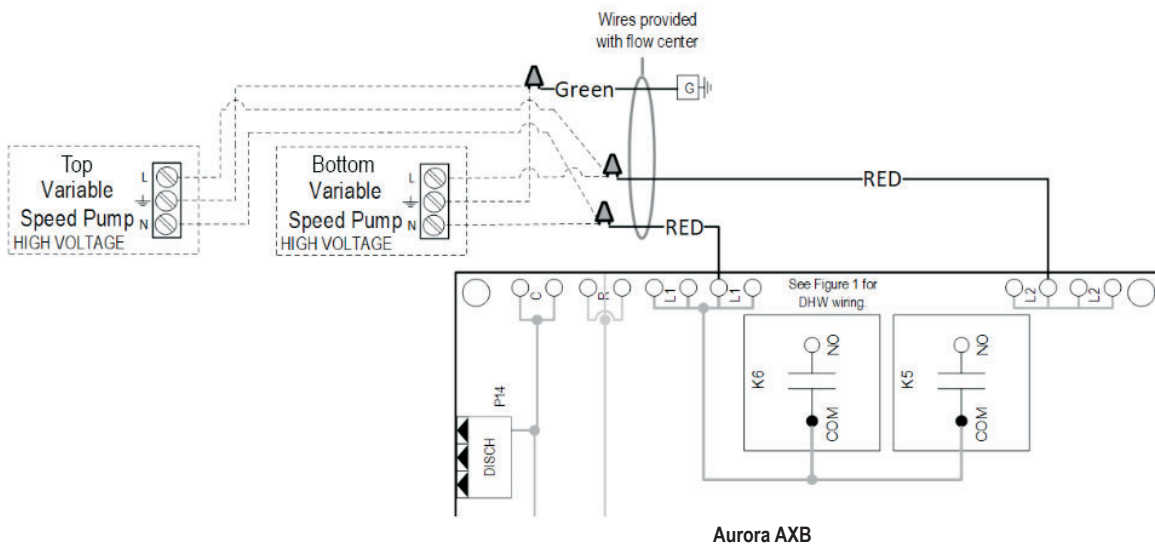 Wires provided
with flow center
Green
G
Top
Variable
Speed Pump
HIGH VOLTAGE
L
N
Bottom
Variable
Speed Pump
HIGH VOLTAGE
L
N
RED
RED
C
R
L1
L1
See Figure 1 for
DHW wiring.
L2
L2
K6
NO
COM
K5
NO
COM
P14
DISCH
Aurora AXB